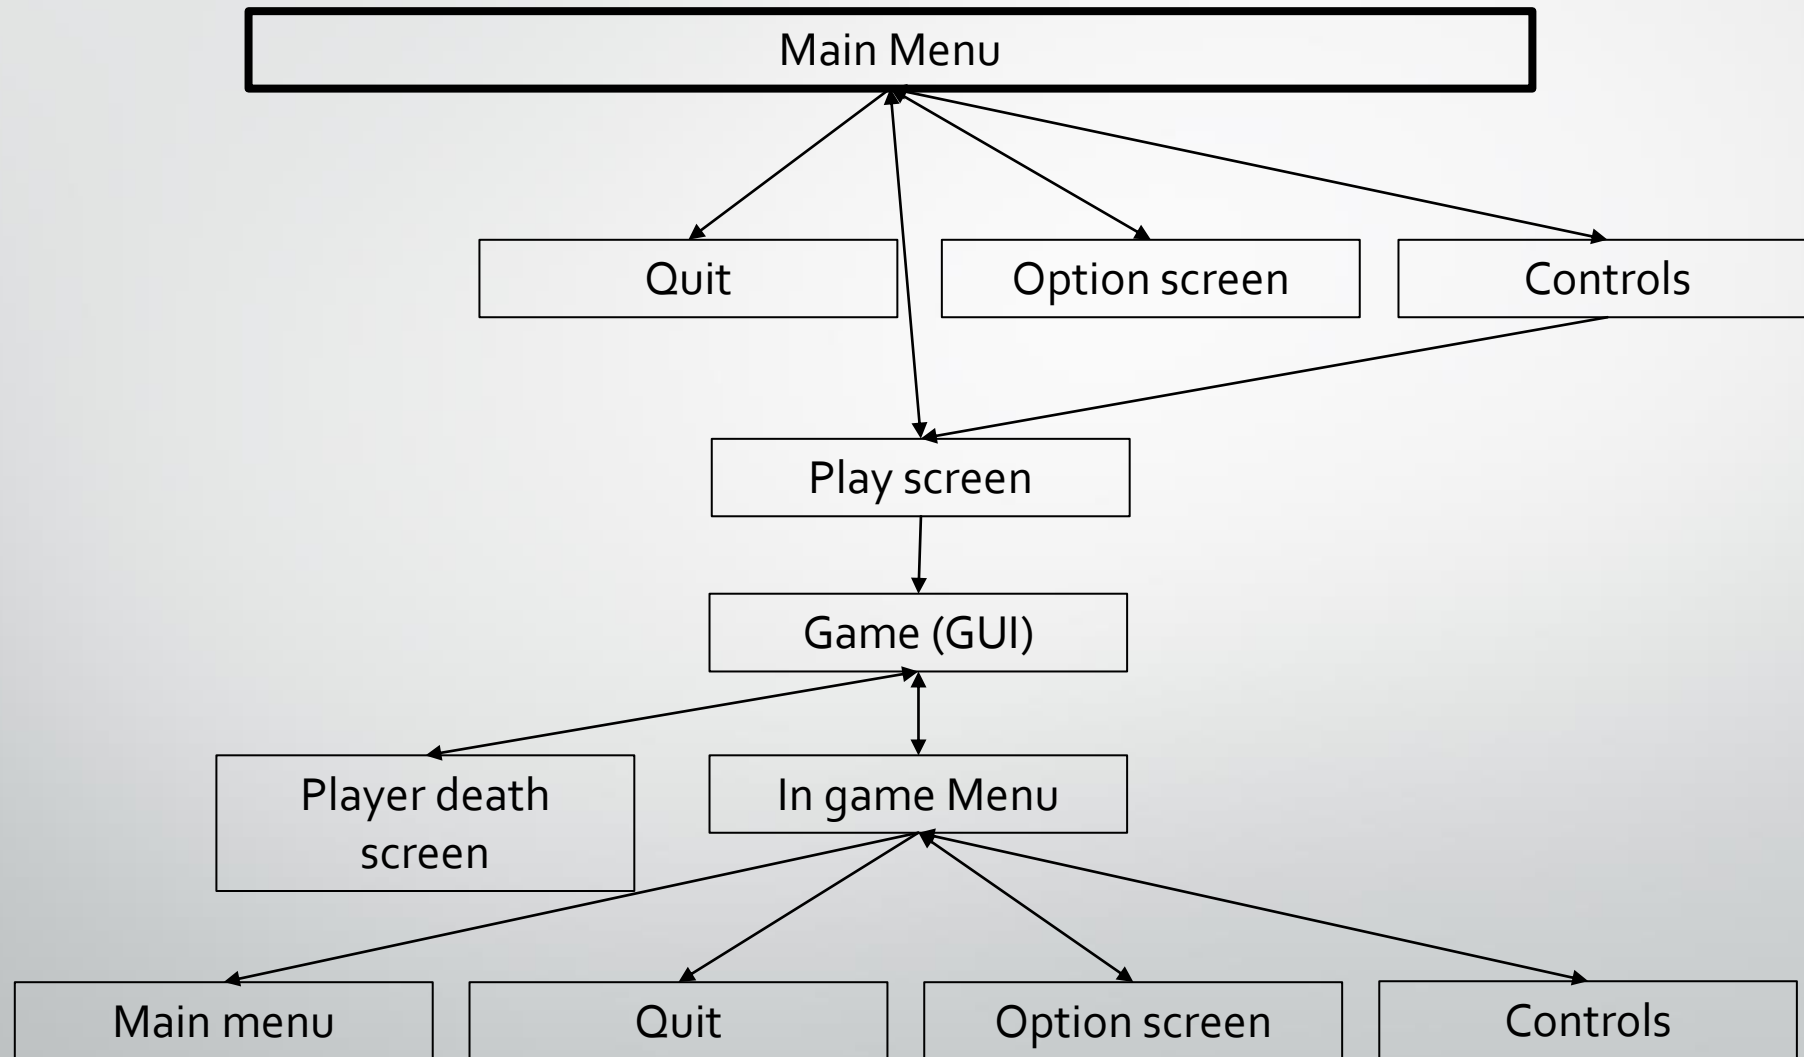 Main Menu
Quit
Option screen
Controls
Play screen
Game (GUI)
Player death
screen
In game Menu
Main menu
Quit
Option screen
Controls